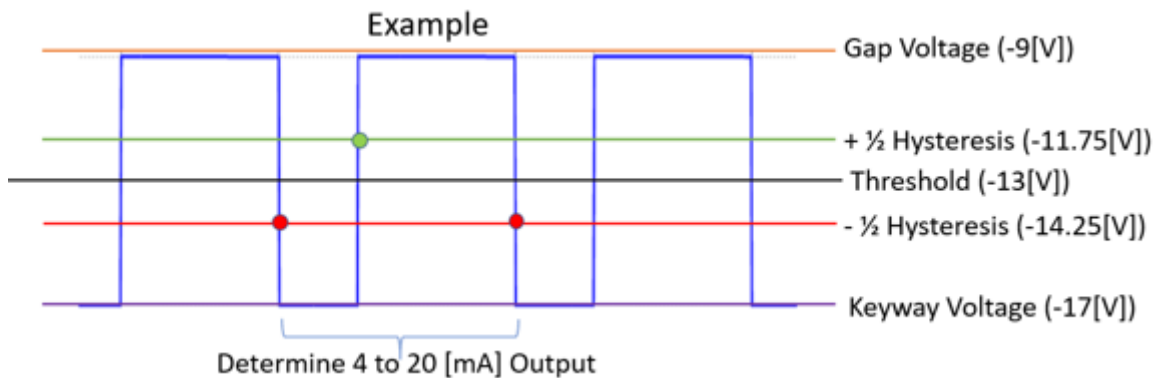 Example
Gap Voltage (-9[V])
+ ½ Hysteresis (-11.75[V])
Threshold (-13[V])
- ½ Hysteresis (-14.25[V])
Keyway Voltage (-17[V])
Determine 4 to 20 [mA] Output